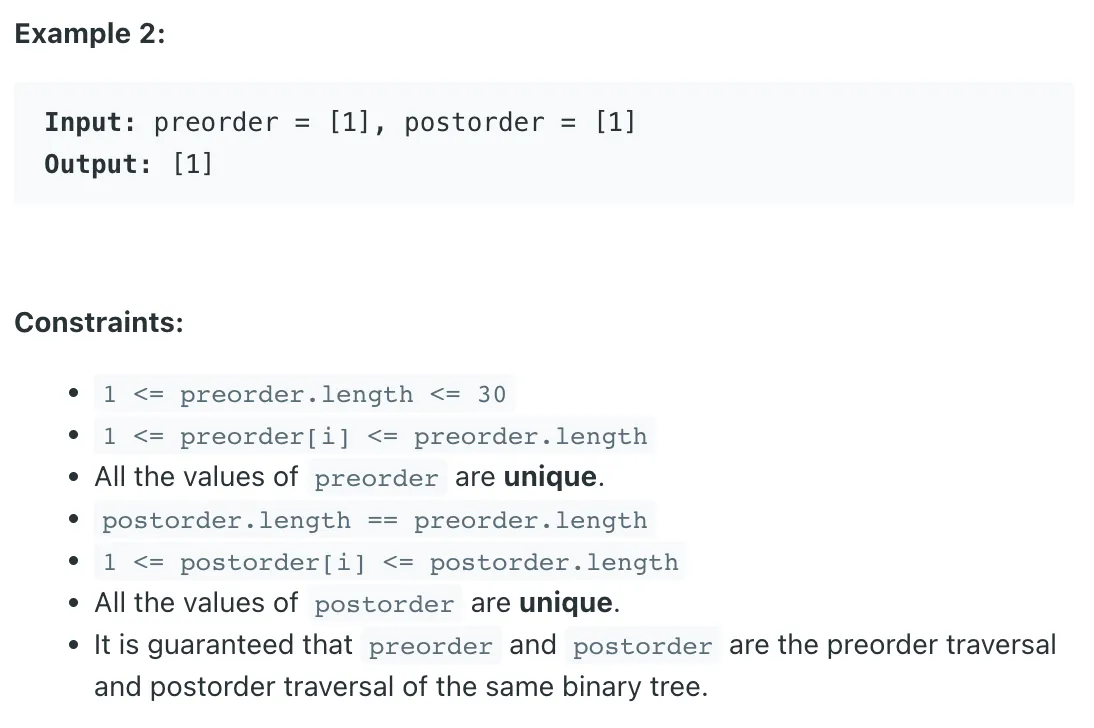 Example 2:
Input: preorder = [1], postorder = [1]
Output: [1]
Constraints:
• 1 <= preorder.length <= 30
• 1 <= preorder[i] <= preorder.length
• All the values of preorder are unique.
• postorder.length == preorder.length
• 1 <= postorder[i] <= postorder.length
• All the values of postorder are unique.
• It is guaranteed that preorder and postorder are the preorder traversal
and postorder traversal of the same binary tree.